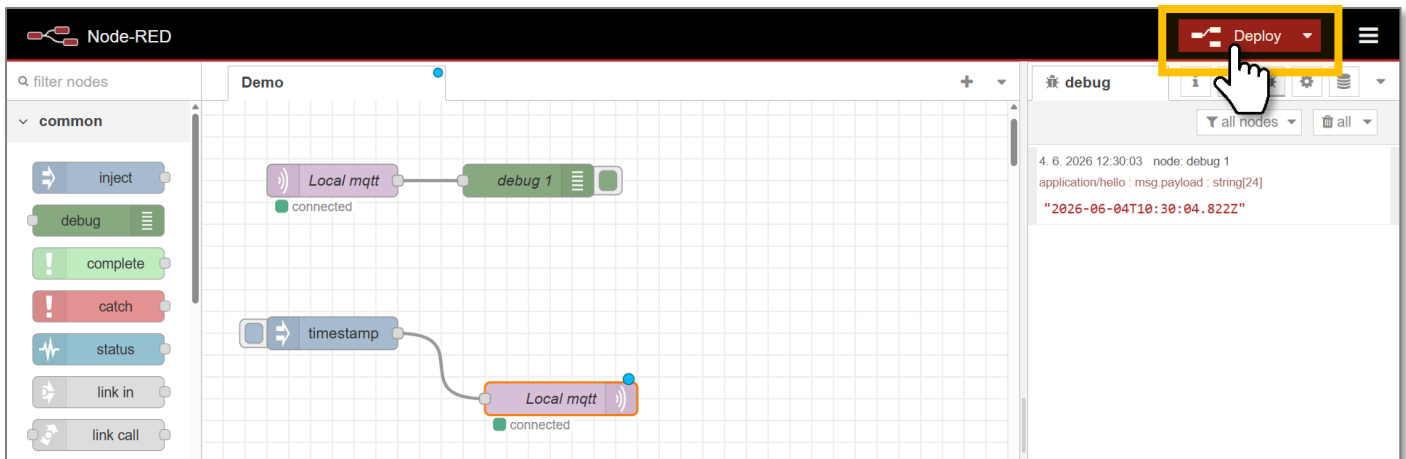 Node-RED
Deploy
filter nodes
Demo
debug
all nodes
all
common
inject
debug
complete
catch
status
link in
link call
Local mqtt
connected
debug 1
timestamp
Local mqtt
connected
4. 6. 2026 12:30:03 node: debug 1
application/hello : msg.payload : string[24]
"2026-06-04T10:30:04.822Z"